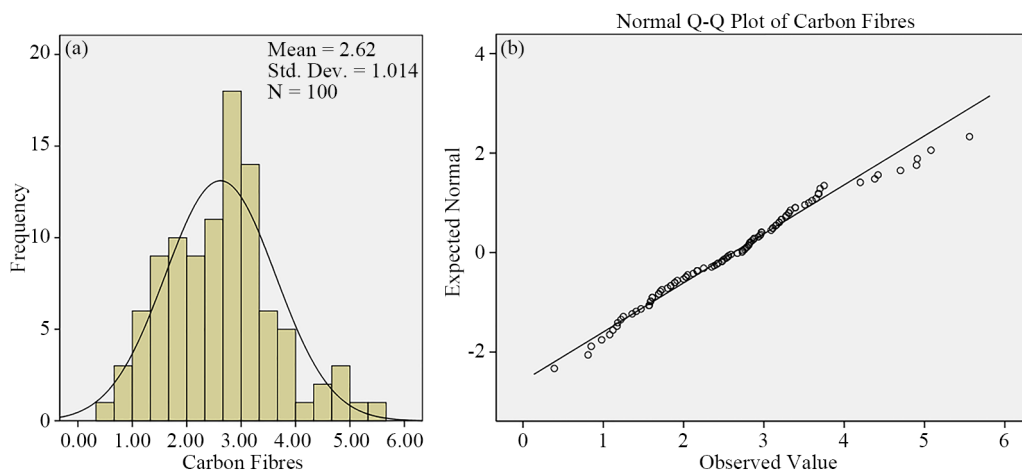 (a)
Mean = 2.62
Std. Dev. = 1.014
N = 100
Frequency
20
15
10
5
0
0.00 1.00 2.00 3.00 4.00 5.00 6.00
Carbon Fibres
Normal Q-Q Plot of Carbon Fibres
(b)
Expected Normal
4
2
0
-2
0 1 2 3 4 5 6
Observed Value